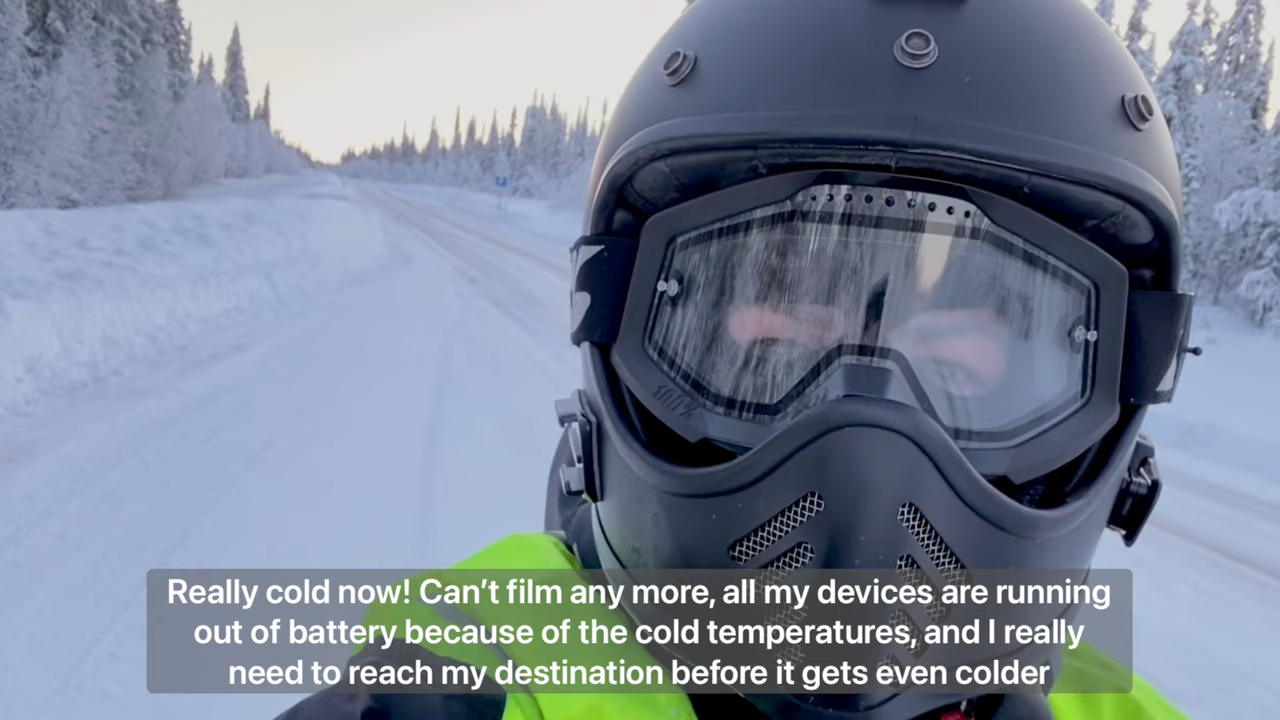 Really cold now! Can't film any more, all my devices are running
out of battery because of the cold temperatures, and I really
need to reach my destination before it gets even colder